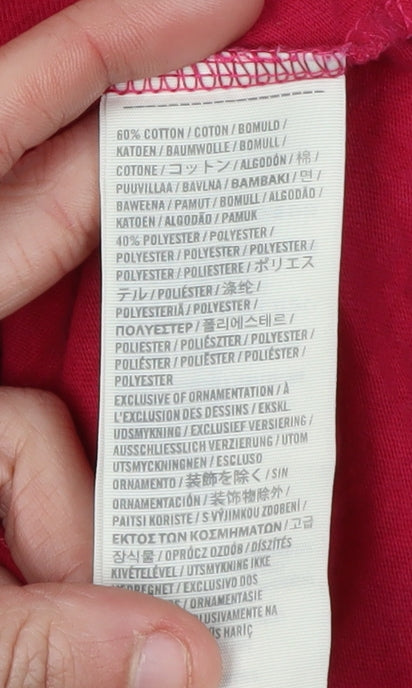 60% COTTON / COTON / BOMULD /
KATOEN / BAUMWOLLE / BOMULL /
COTONE / コットン / ALGODÓN / 棉 /
PUUVILLAA / BAVLNA / ΒΑΜΒΑΚΙ / 면 /
BAWEŁNA / PAMUT / BOMULL / ALGODÃO /
KATOEN / ALGODÃO / PAMUK
40% POLYESTER / POLYESTER /
POLYESTER / POLYESTER / POLYESTER /
POLYESTER / POLIESTERE / ポリエス
テル / POLIÉSTER / 涤纶 /
POLYESTERIÄ / POLYESTER /
ΠΟΛΥΕΣΤΕΡ / 폴리에스테르 /
POLIESTER / POLIÉSZTER / POLYESTER /
POLIÉSTER / POLIËSTER / POLIÉSTER /
POLYESTER
EXCLUSIVE OF ORNAMENTATION / À
L'EXCLUSION DES DESSINS / EKSKL.
UDSMYKNING / EXCLUSIEF VERSIERING /
AUSSCHLIESSLICH VERZIERUNG / UTOM
UTSMYCKNINGNEN / ESCLUSO
ORNAMENTO / 装飾を除く / SIN
ORNAMENTACIÓN / 装饰物除外 /
PAITSI KORISTE / S VÝJIMKOU ZDOBENÍ /
ΕΚΤΟΣ ΤΩΝ ΚΟΣΜΗΜΑΤΩΝ / 고급
장식물 / OPRÓCZ OZDÓB / DÍSZÍTÉS
KIVÉTELÉVEL / UTSMYKNING IKKE
/ EXCLUSIVO DOS
/ ORNAMENTASIE
NA
HARİÇ